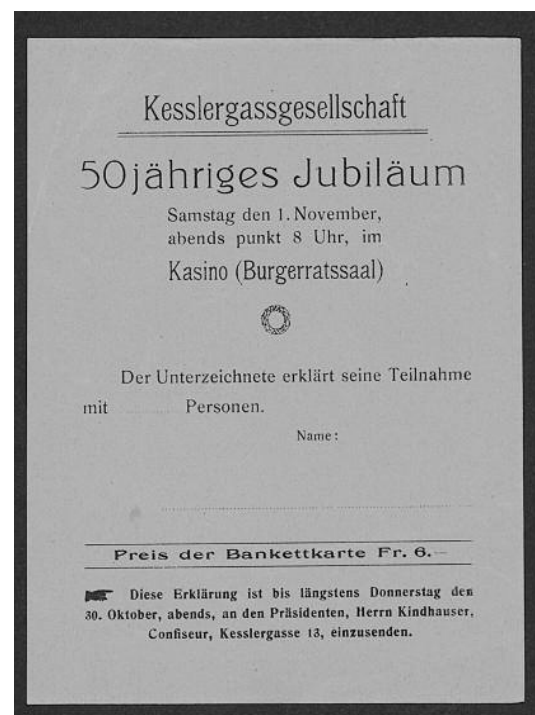 Kesslergassgesellschaft
50jähriges Jubiläum
Samstag den 1. November,
abends punkt 8 Uhr, im
Kasino (Burgerratssaal)
Der Unterzeichnete erklärt seine Teilnahme
mit ............ Personen.
Name:
Preis der Bankettkarte Fr. 6.—
Diese Erklärung ist bis längstens Donnerstag den
30. Oktober, abends, an den Präsidenten, Herrn Kindhauser,
Confiseur, Kesslergasse 13, einzusenden.